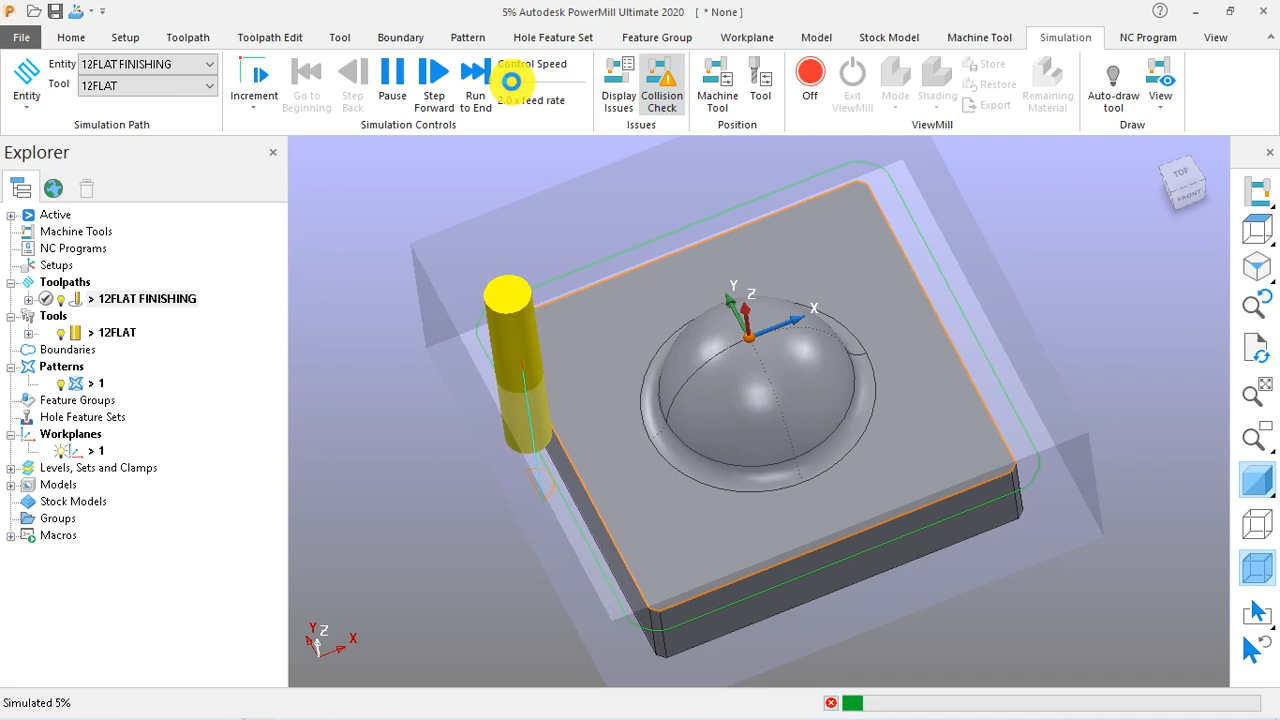 5% Autodesk PowerMill Ultimate 2020 [ * None ]
File Home Setup Toolpath Toolpath Edit Tool Boundary Pattern Hole Feature Set Feature Group Workplane Model Stock Model Machine Tool Simulation NC Program View
Entity
Entity 12FLAT FINISHING
Tool 12FLAT
Simulation Path
Increment
Go to Beginning
Step Back
Pause
Step Forward
Run to End
Control Speed
2.0 x feed rate
Simulation Controls
Display Issues
Collision Check
Issues
Machine Tool
Tool
Position
Off
Exit ViewMill
Mode
Shading
Store
Restore
Export
Remaining Material
ViewMill
Auto-draw tool
View
Draw
Explorer
Active
Machine Tools
NC Programs
Setups
Toolpaths
> 12FLAT FINISHING
Tools
> 12FLAT
Boundaries
Patterns
> 1
Feature Groups
Hole Feature Sets
Workplanes
> 1
Levels, Sets and Clamps
Models
Stock Models
Groups
Macros
TOP
FRONT
Y
Z
X
Y
Z
X
Simulated 5%